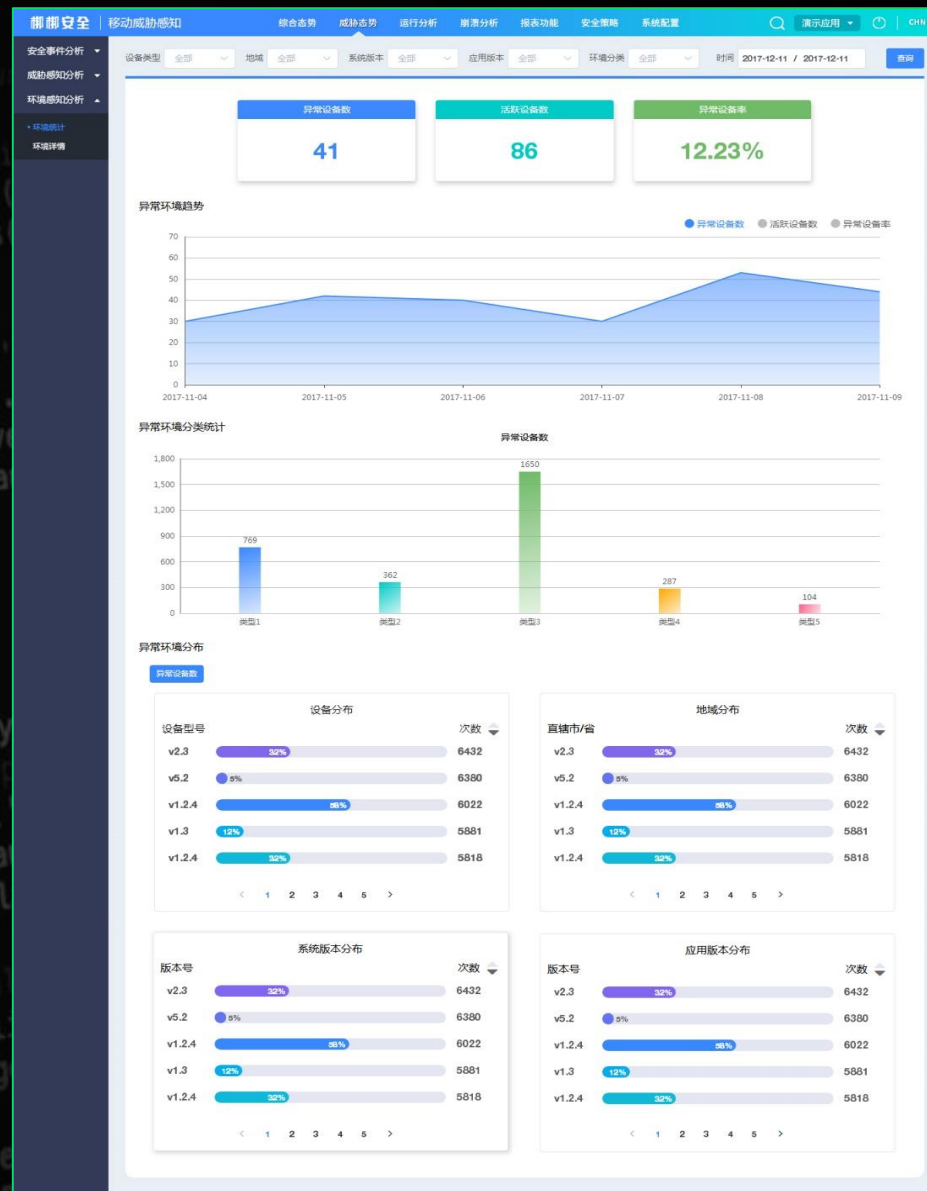 梆梆安全 | 移动威胁感知 综合态势 威胁态势 运行分析 崩溃分析 报表功能 安全策略 系统配置 演示应用 CHN
安全事件分析
威胁感知分析
环境感知分析
• 环境统计
环境详情
设备类型 全部 地域 全部 系统版本 全部 应用版本 全部 环境分类 全部 时间 2017-12-11 / 2017-12-11 查询
异常设备数 活跃设备数 异常设备率
41 86 12.23%
异常环境趋势
异常设备数 活跃设备数 异常设备率
70
60
50
40
30
20
10
0
2017-11-04 2017-11-05 2017-11-06 2017-11-07 2017-11-08 2017-11-09
异常环境分类统计
异常设备数
1,800
1,500
1,200
900
600
300
0
769 362 1650 287 104
类型1 类型2 类型3 类型4 类型5
异常环境分布
异常设备数
设备分布
设备型号 次数
v2.3 32% 6432
v5.2 5% 6380
v1.2.4 58% 6022
v1.3 12% 5881
v1.2.4 32% 5818
< 1 2 3 4 5 >
地域分布
直辖市/省 次数
v2.3 32% 6432
v5.2 5% 6380
v1.2.4 58% 6022
v1.3 12% 5881
v1.2.4 32% 5818
< 1 2 3 4 5 >
系统版本分布
版本号 次数
v2.3 32% 6432
v5.2 5% 6380
v1.2.4 58% 6022
v1.3 12% 5881
v1.2.4 32% 5818
< 1 2 3 4 5 >
应用版本分布
版本号 次数
v2.3 32% 6432
v5.2 5% 6380
v1.2.4 58% 6022
v1.3 12% 5881
v1.2.4 32% 5818
< 1 2 3 4 5 >